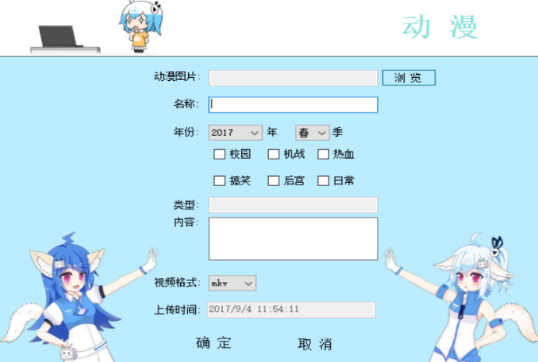 动 漫
动漫图片: 浏 览
名称:
年份: 2017 年 春 季
校园 机战 热血
搞笑 后宫 日常
类型:
内容:
视频格式: mkv
上传时间: 2017/9/4 11:54:11
确 定 取 消